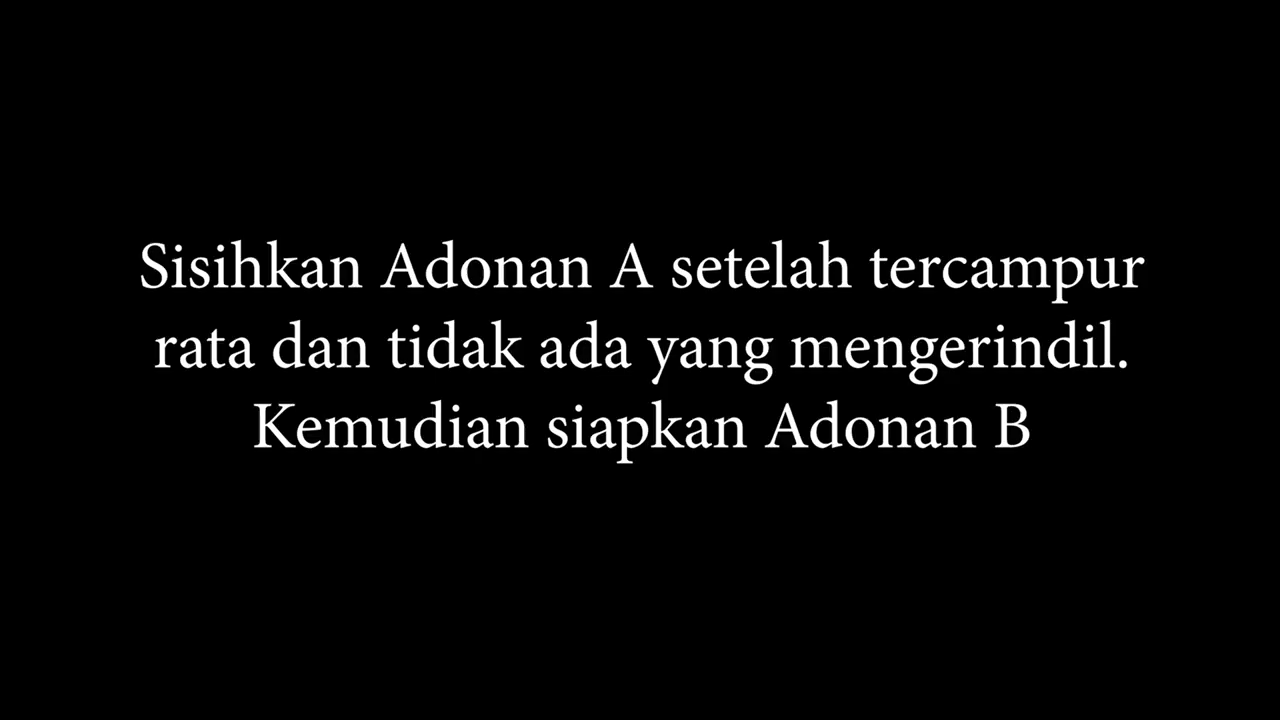 Sisihkan Adonan A setelah tercampur
rata dan tidak ada yang mengerindil.
Kemudian siapkan Adonan B